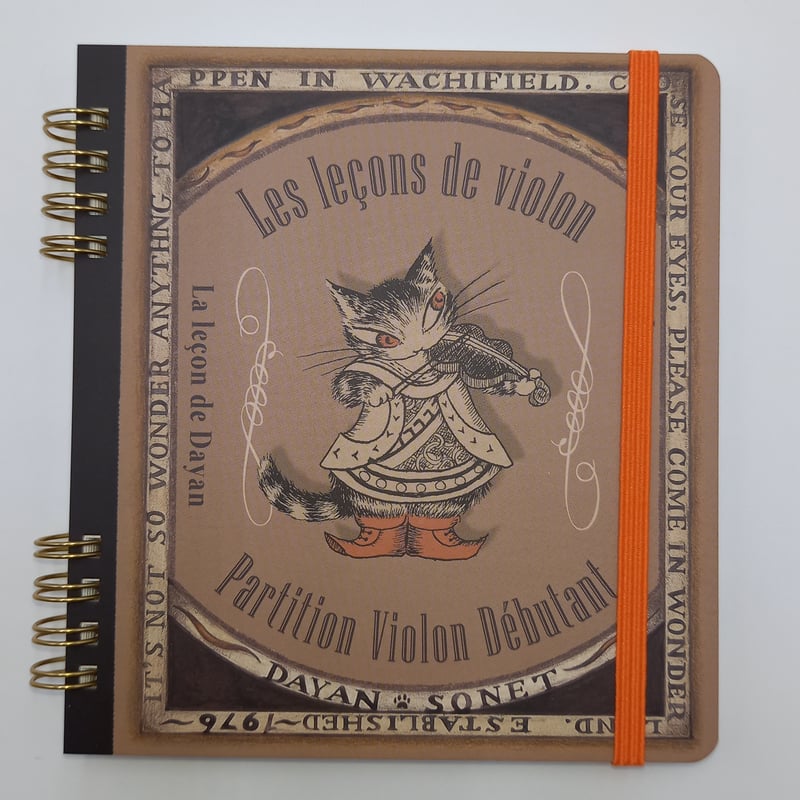 IT'S NOT SO WONDER ANYTHNG TO HA
PPEN IN WACHIFIELD.
SE YOUR EYES, PLEASE COME IN WONDER
LAND. ESTABLISHED~1976~
Les leçons de violon
La leçon de Dayan
Partition Violon Débutant
DAYAN SONET